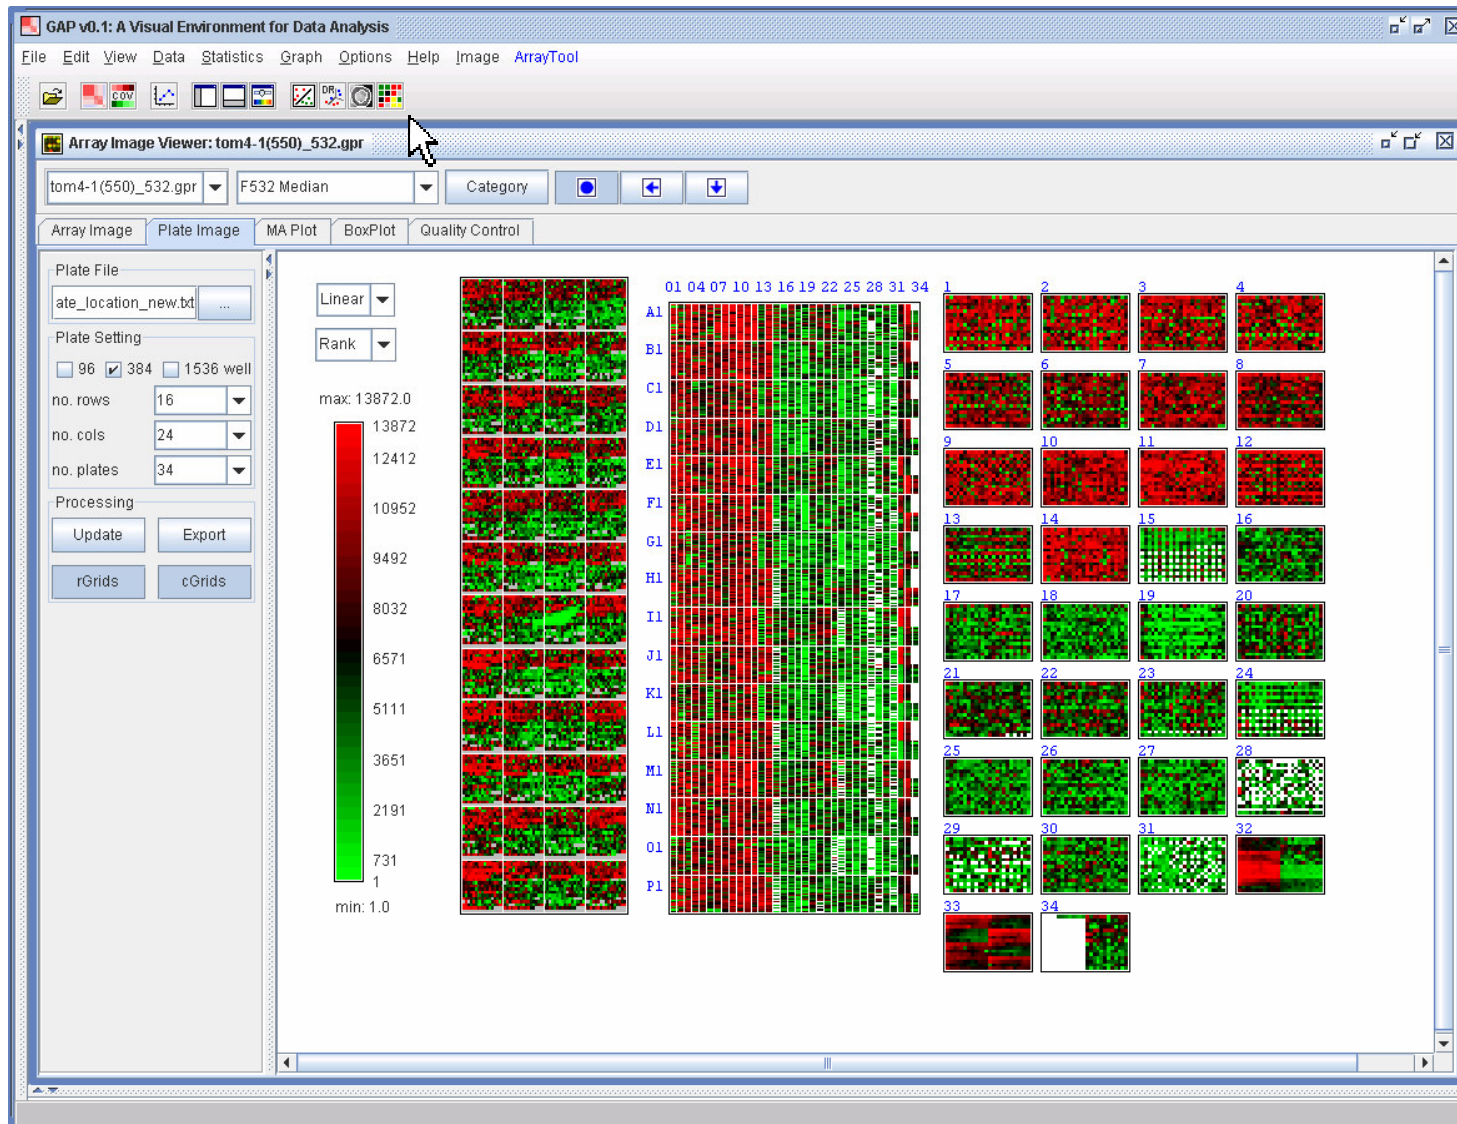 GAP v0.1: A Visual Environment for Data Analysis
File Edit View Data Statistics Graph Options Help Image ArrayTool
COV DR
Array Image Viewer: tom4-1(550)_532.gpr
tom4-1(550)_532.gpr F532 Median Category
Array Image Plate Image MA Plot BoxPlot Quality Control
Plate File
ate_location_new.txt ...
Plate Setting
96 384 1536 well
no. rows 16
no. cols 24
no. plates 34
Processing
Update Export
rGrids cGrids
Linear
Rank
max: 13872.0
13872
12412
10952
9492
8032
6571
5111
3651
2191
731
1
min: 1.0
01 04 07 10 13 16 19 22 25 28 31 34
A1
B1
C1
D1
E1
F1
G1
H1
I1
J1
K1
L1
M1
N1
O1
P1
1 2 3 4
5 6 7 8
9 10 11 12
13 14 15 16
17 18 19 20
21 22 23 24
25 26 27 28
29 30 31 32
33 34